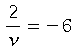 2/v = −6